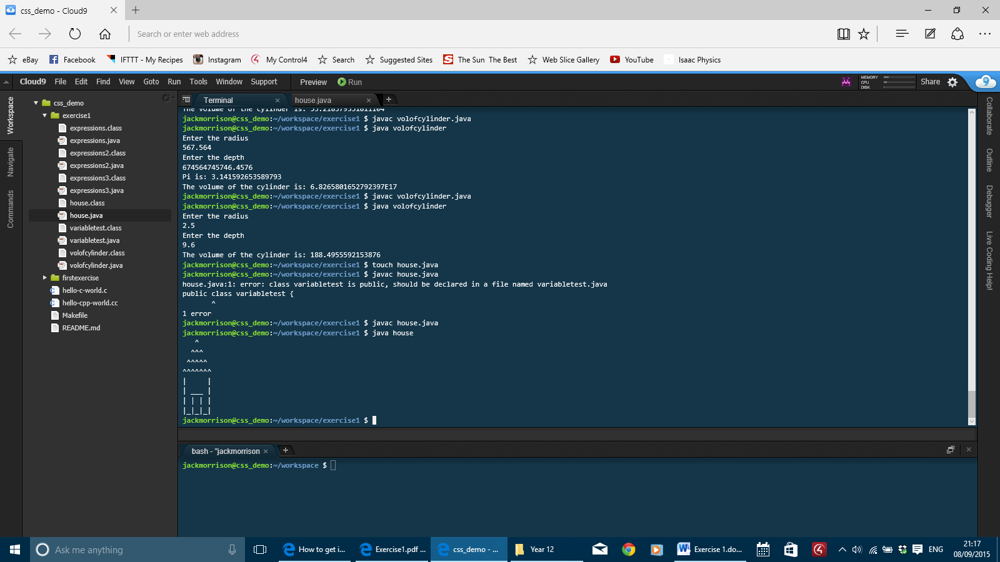 css_demo - Cloud9
Search or enter web address
eBay Facebook IFTTT - My Recipes Instagram My Control4 Search Suggested Sites The Sun The Best Web Slice Gallery YouTube Isaac Physics
Cloud9 File Edit Find View Goto Run Tools Window Support Preview Run
MEMORY
CPU
DISK
Share
Workspace
Navigate
Commands
css_demo
exercise1
expressions.class
expressions.java
expressions2.class
expressions2.java
expressions3.class
expressions3.java
house.class
house.java
variabletest.class
variabletest.java
volofcylinder.class
volofcylinder.java
firstexercise
hello-c-world.c
hello-cpp-world.cc
Makefile
README.md
Terminal house.java
The volume of the cylinder is:
jackmorrison@css_demo:~/workspace/exercise1 $ javac volofcylinder.java
jackmorrison@css_demo:~/workspace/exercise1 $ java volofcylinder
Enter the radius
567.564
Enter the depth
674564745746.4576
Pi is: 3.141592653589793
The volume of the cylinder is: 6.8265801652792397E17
jackmorrison@css_demo:~/workspace/exercise1 $ javac volofcylinder.java
jackmorrison@css_demo:~/workspace/exercise1 $ java volofcylinder
Enter the radius
2.5
Enter the depth
9.6
The volume of the cylinder is: 188.4955592153876
jackmorrison@css_demo:~/workspace/exercise1 $ touch house.java
jackmorrison@css_demo:~/workspace/exercise1 $ javac house.java
house.java:1: error: class variabletest is public, should be declared in a file named variabletest.java
public class variabletest {
       ^
1 error
jackmorrison@css_demo:~/workspace/exercise1 $ javac house.java
jackmorrison@css_demo:~/workspace/exercise1 $ java house
   ^
  ^^^
 ^^^^^
^^^^^^^
|     |
| ___ |
| | | |
|_|_|_|
jackmorrison@css_demo:~/workspace/exercise1 $
bash - "jackmorrison
jackmorrison@css_demo:~/workspace $
Collaborate
Outline
Debugger
Live Coding Help!
Ask me anything
How to get i...
Exercise1.pdf ...
css_demo - ...
Year 12
Exercise 1.do...
ENG
21:17
08/09/2015